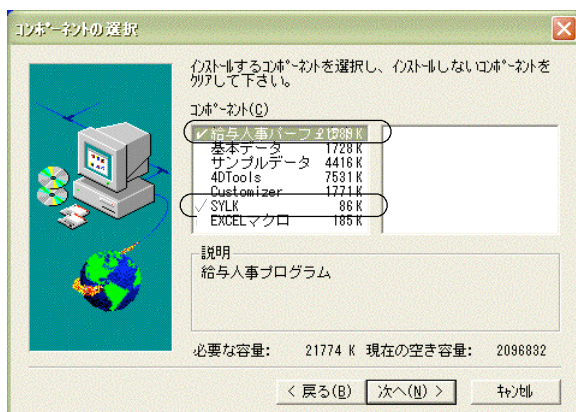 ｺﾝﾎﾟｰﾈﾝﾄの選択
ｲﾝｽﾄｰﾙするｺﾝﾎﾟｰﾈﾝﾄを選択し、ｲﾝｽﾄｰﾙしないｺﾝﾎﾟｰﾈﾝﾄを
ｸﾘｱして下さい。
ｺﾝﾎﾟｰﾈﾝﾄ(C)
給与人事パーフェ
基本データ 1728 K
サンプルデータ 4416 K
4DTools 7531 K
Customizer 1771 K
SYLK 86 K
EXCELマクロ 185 K
説明
給与人事プログラム
必要な容量: 21774 K 現在の空き容量: 2096832
< 戻る(B) 次へ(N) > ｷｬﾝｾﾙ